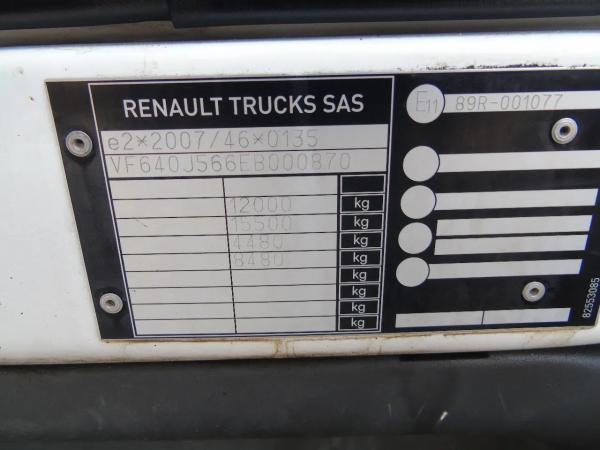 RENAULT TRUCKS SAS
e2*2007/46*0135
VF640J566EB000870
12000 kg
15500 kg
4480 kg
8480 kg
kg
kg
kg
E11 89R-001077
82553085